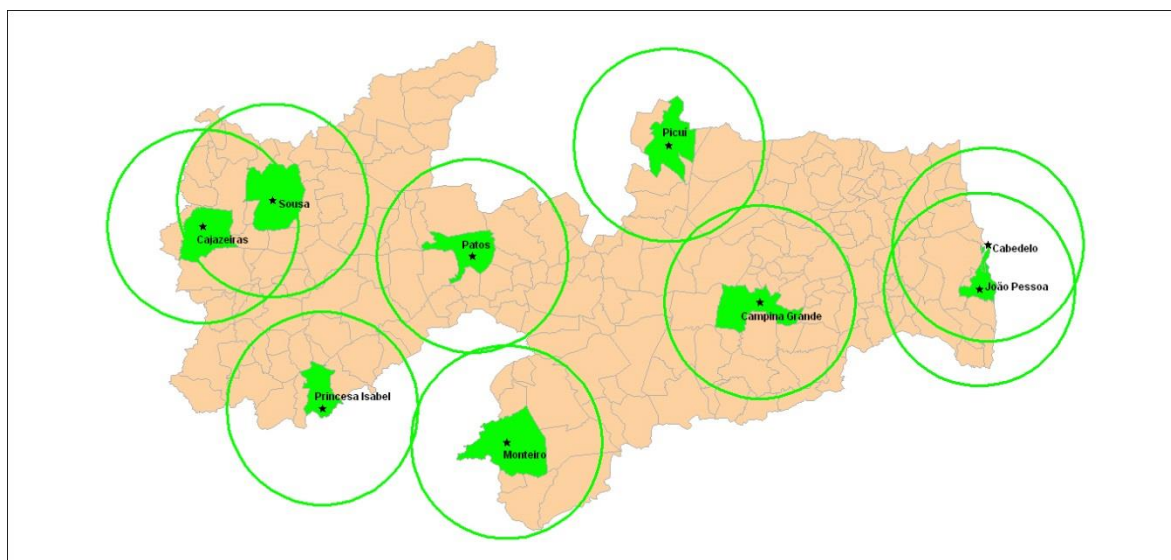 Picuí
Sousa
Cajazeiras
Patos
Cabedelo
João Pessoa
Campina Grande
Princesa Isabel
Monteiro